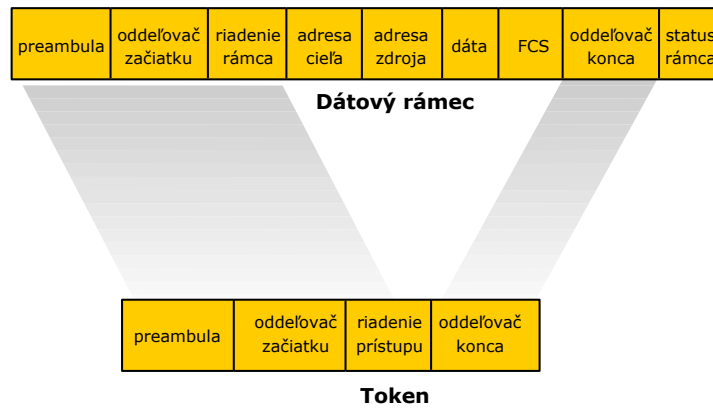 preambula
oddeľovač
začiatku
riadenie
rámca
adresa
cieľa
adresa
zdroja
dáta
FCS
oddeľovač
konca
status
rámca
Dátový rámec
preambula
oddeľovač
začiatku
riadenie
prístupu
oddeľovač
konca
Token